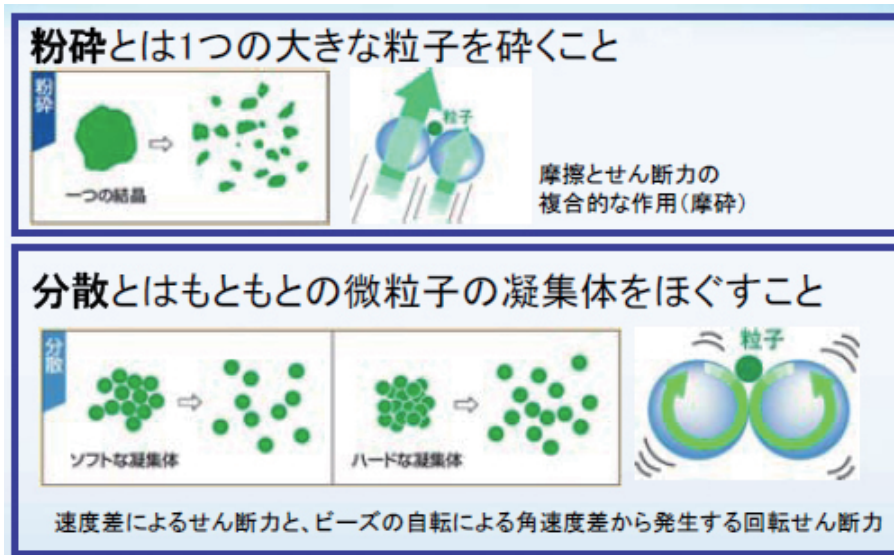 粉砕とは1つの大きな粒子を砕くこと
粉砕
一つの結晶
粒子
摩擦とせん断力の
複合的な作用(摩砕)
分散とはもともとの微粒子の凝集体をほぐすこと
分散
ソフトな凝集体
ハードな凝集体
粒子
速度差によるせん断力と、ビーズの自転による角速度差から発生する回転せん断力